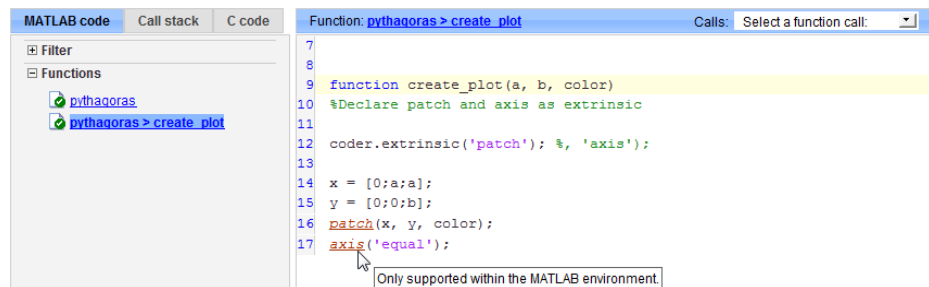 MATLAB code Call stack C code
Filter
Functions
pythagoras
pythagoras > create_plot
Function: pythagoras > create_plot Calls: Select a function call:
7
8
9 function create_plot(a, b, color)
10 %Declare patch and axis as extrinsic
11
12 coder.extrinsic('patch'); %, 'axis');
13
14 x = [0;a;a];
15 y = [0;0;b];
16 patch(x, y, color);
17 axis('equal');
Only supported within the MATLAB environment.